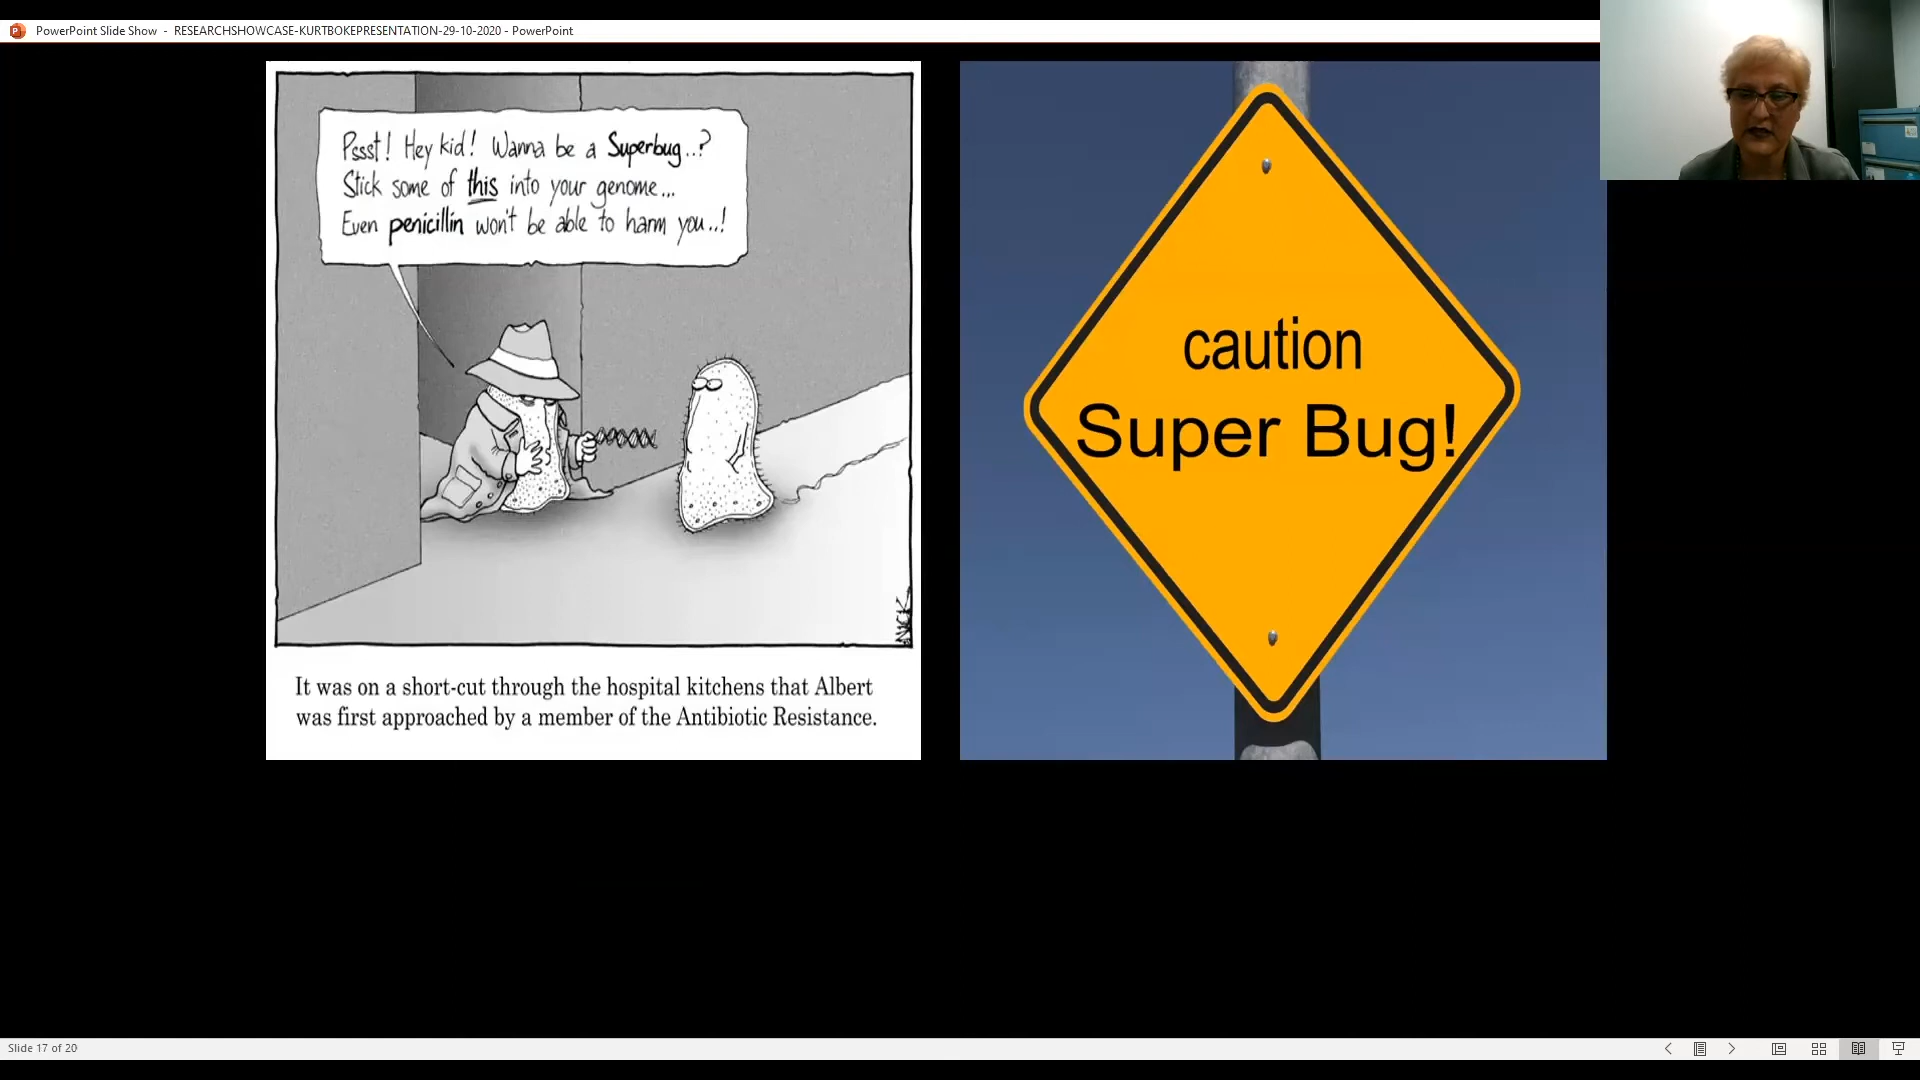 PowerPoint Slide Show - RESEARCHSHOWCASE-KURTBOKEPRESENTATION-29-10-2020 - PowerPoint
Pssst! Hey kid! Wanna be a Superbug..?
Stick some of this into your genome...
Even penicillin won't be able to harm you..!
NICK
It was on a short-cut through the hospital kitchens that Albert
was first approached by a member of the Antibiotic Resistance.
caution
Super Bug!
Slide 17 of 20